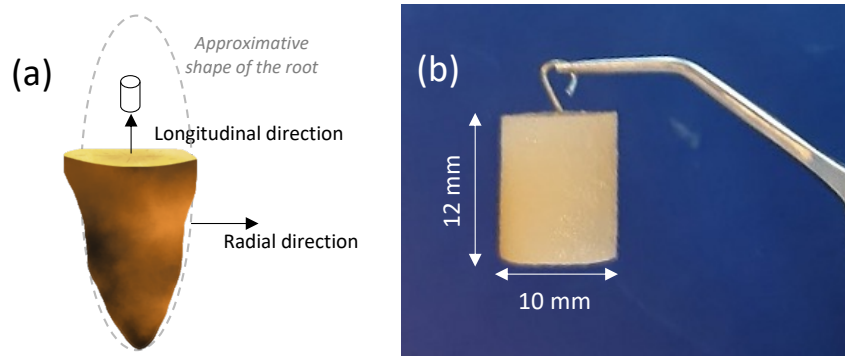 (a)
Approximative
shape of the root
Longitudinal direction
Radial direction
(b)
12 mm
10 mm